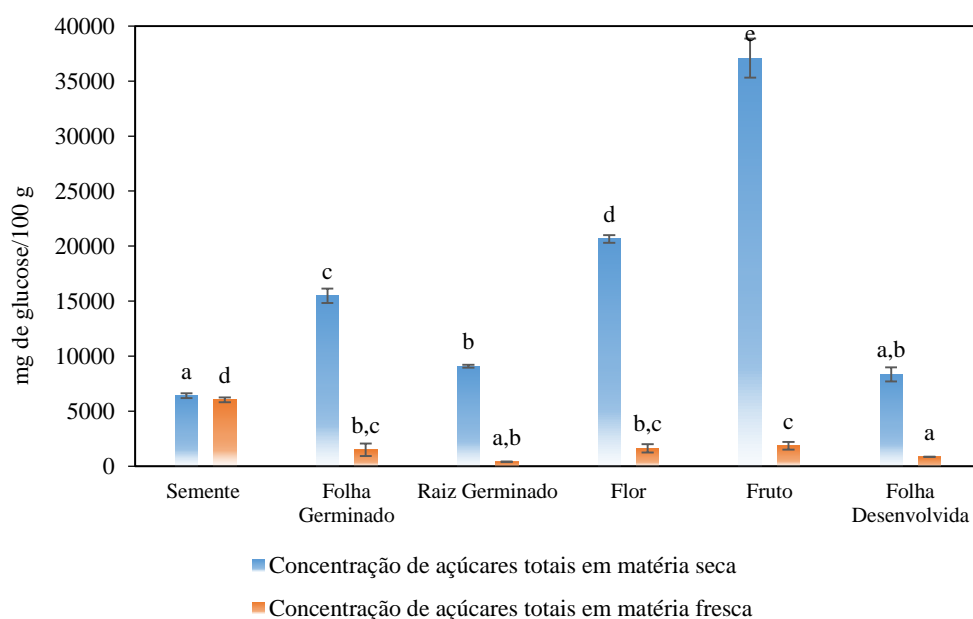 40000
35000
30000
25000
20000
15000
10000
5000
0
mg de glucose/100 g
a
d
c
b,c
b
a,b
d
b,c
e
c
a,b
a
Semente
Folha
Germinado
Raiz Germinado
Flor
Fruto
Folha
Desenvolvida
Concentração de açúcares totais em matéria seca
Concentração de açúcares totais em matéria fresca